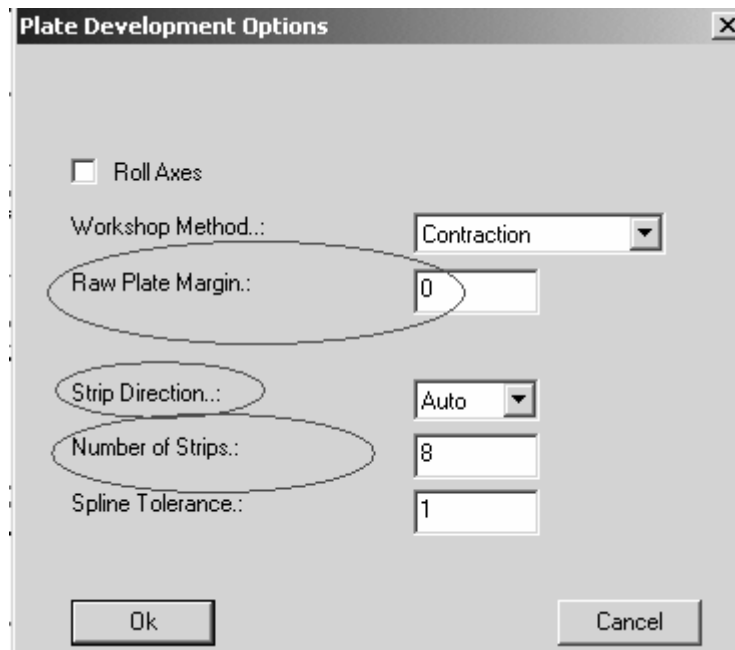 Plate Development Options
Roll Axes
Workshop Method..: Contraction
Raw Plate Margin.: 0
Strip Direction..: Auto
Number of Strips.: 8
Spline Tolerance.: 1
Ok Cancel